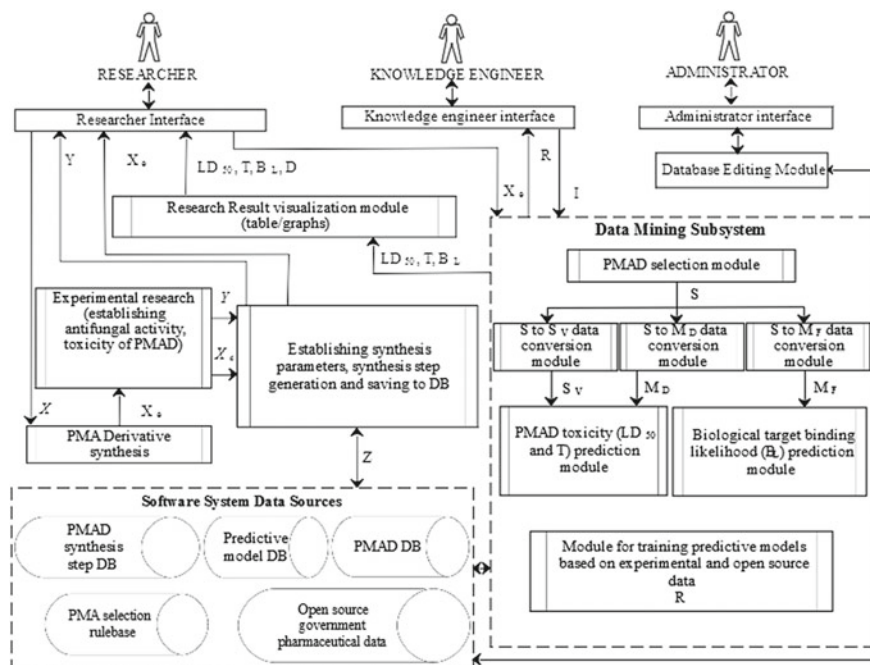 RESEARCHER
KNOWLEDGE ENGINEER
ADMINISTRATOR
Researcher Interface
Knowledge engineer interface
Administrator interface
Database Editing Module
Y
X e
LD 50, T, B L, D
X e
R
I
Research Result visualization module
(table/graphs)
LD 50, T, B L
Data Mining Subsystem
PMAD selection module
S
S to S V data
conversion
module
S to M D data
conversion
module
S to M F data
conversion
module
S V
M D
M F
PMAD toxicity (LD 50
and T) prediction
module
Biological target binding
likelihood (BL) prediction
module
Module for training predictive models
based on experimental and open source
data
R
Experimental research
(establishing
antifungal activity,
toxicity of PMAD)
Y
X e
Establishing synthesis
parameters, synthesis step
generation and saving to DB
X
X e
PMA Derivative
synthesis
Z
Software System Data Sources
PMAD
synthesis
step DB
Predictive
model DB
PMAD DB
PMA selection
rulebase
Open source
government
pharmaceutical data